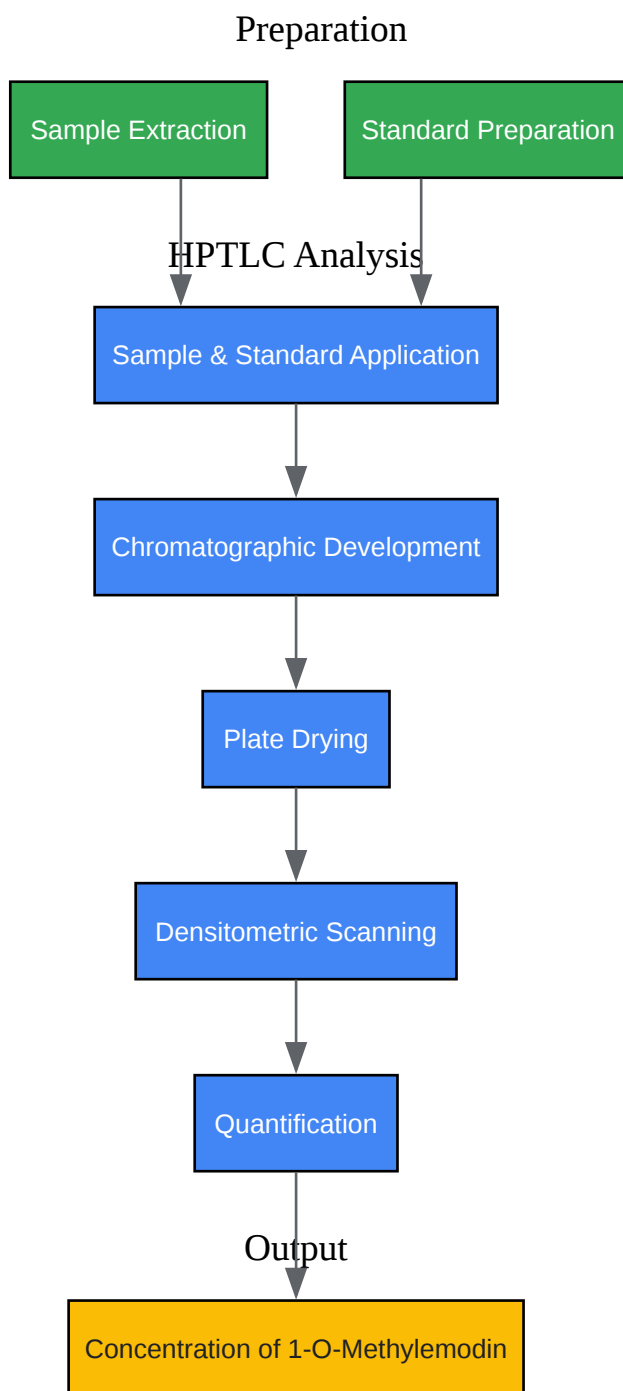 Preparation
Sample Extraction
Standard Preparation
HPTLC Analysis
Sample & Standard Application
Chromatographic Development
Plate Drying
Densitometric Scanning
Quantification
Output
Concentration of 1-O-Methylemodin